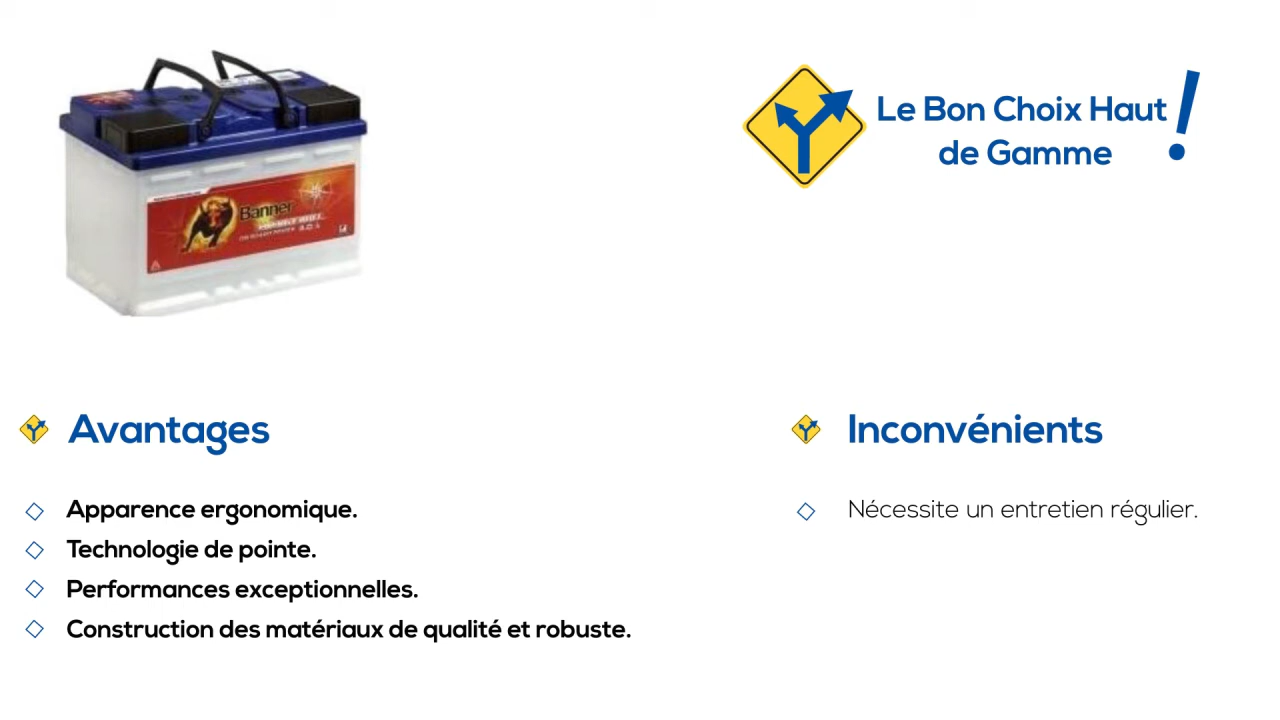 Banner
Le Bon Choix Haut
de Gamme !
Avantages
Apparence ergonomique.
Technologie de pointe.
Performances exceptionnelles.
Construction des matériaux de qualité et robuste.
Inconvénients
Nécessite un entretien régulier.